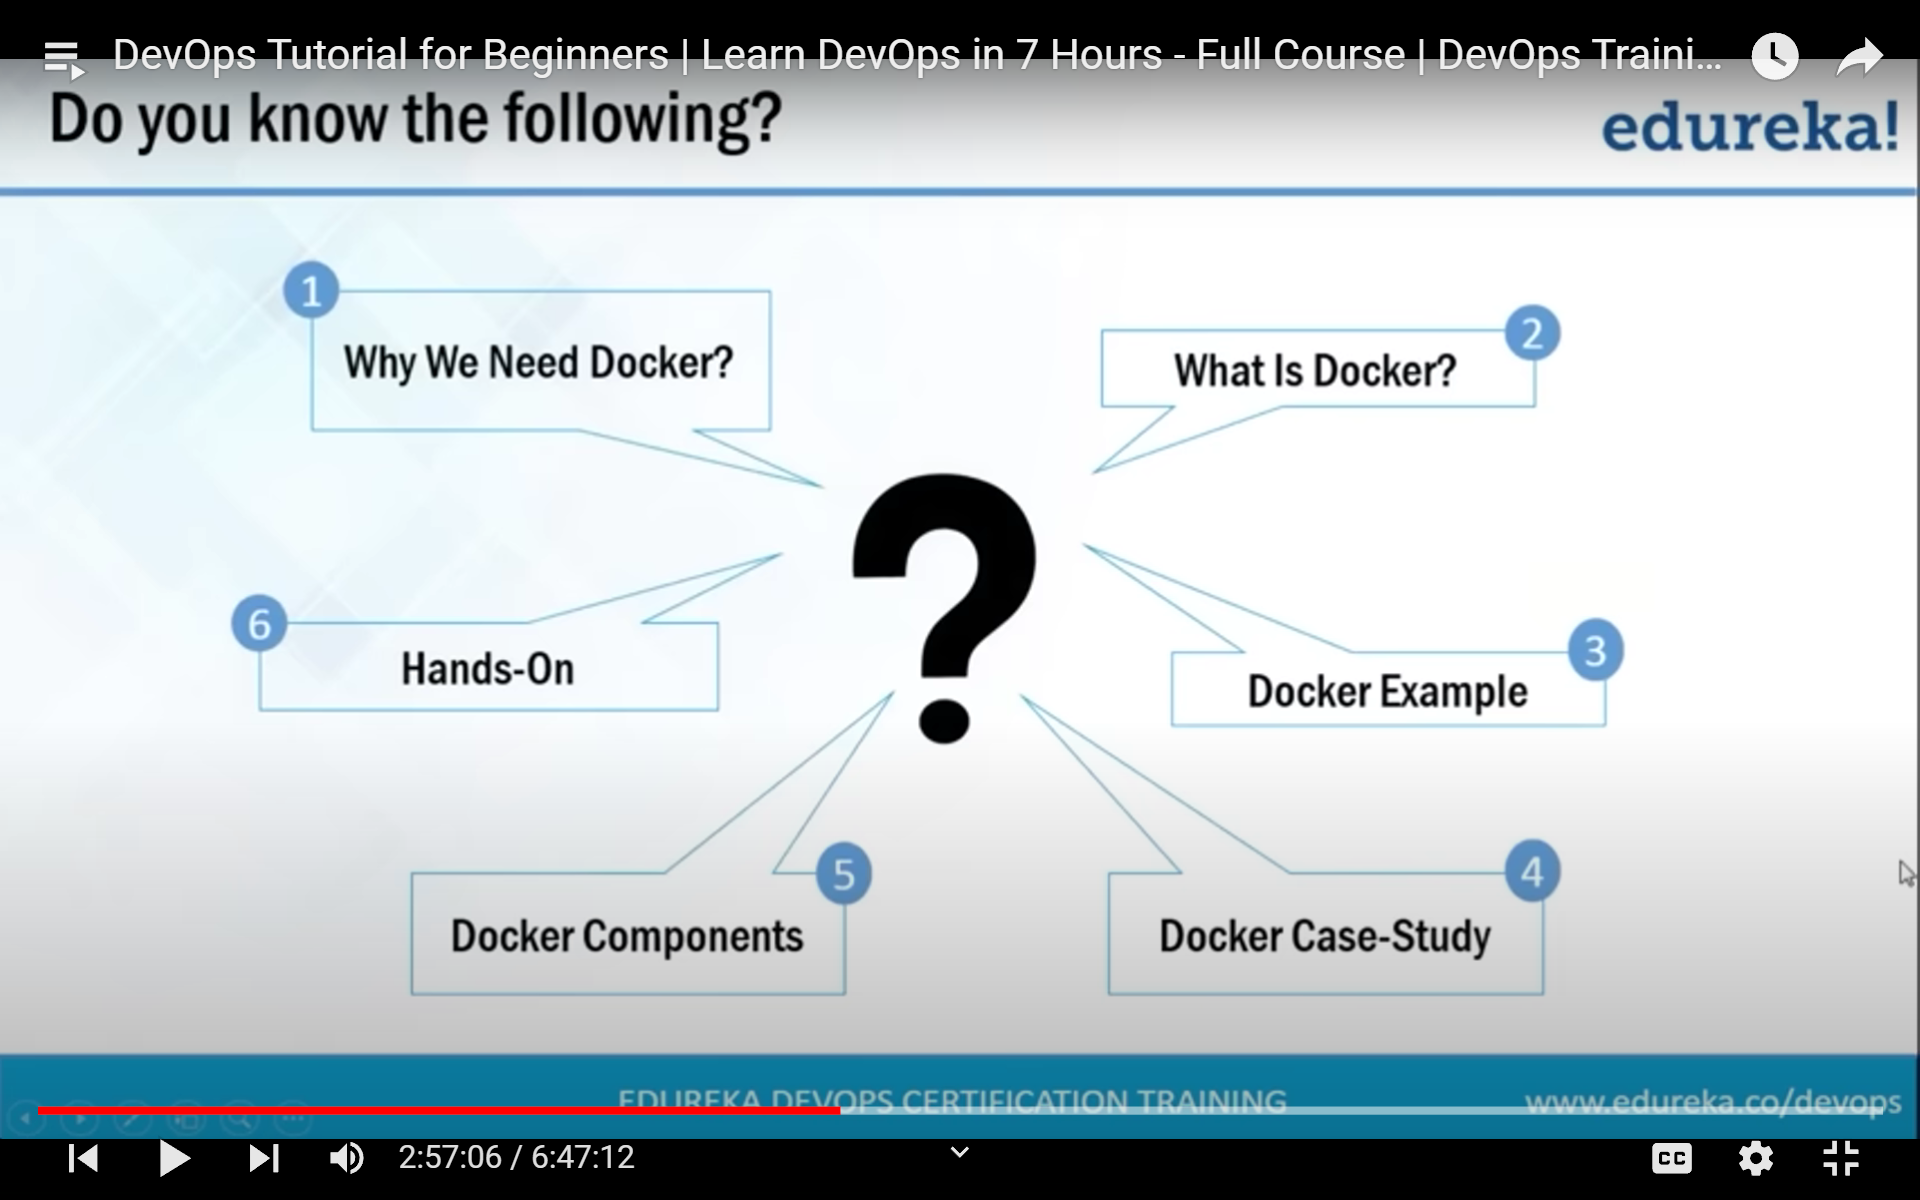 DevOps Tutorial for Beginners | Learn DevOps in 7 Hours - Full Course | DevOps Traini...
Do you know the following?
edureka!
1
Why We Need Docker?
2
What Is Docker?
?
6
Hands-On
3
Docker Example
5
Docker Components
4
Docker Case-Study
EDUREKA DEVOPS CERTIFICATION TRAINING
www.edureka.co/devops
2:57:06 / 6:47:12
CC